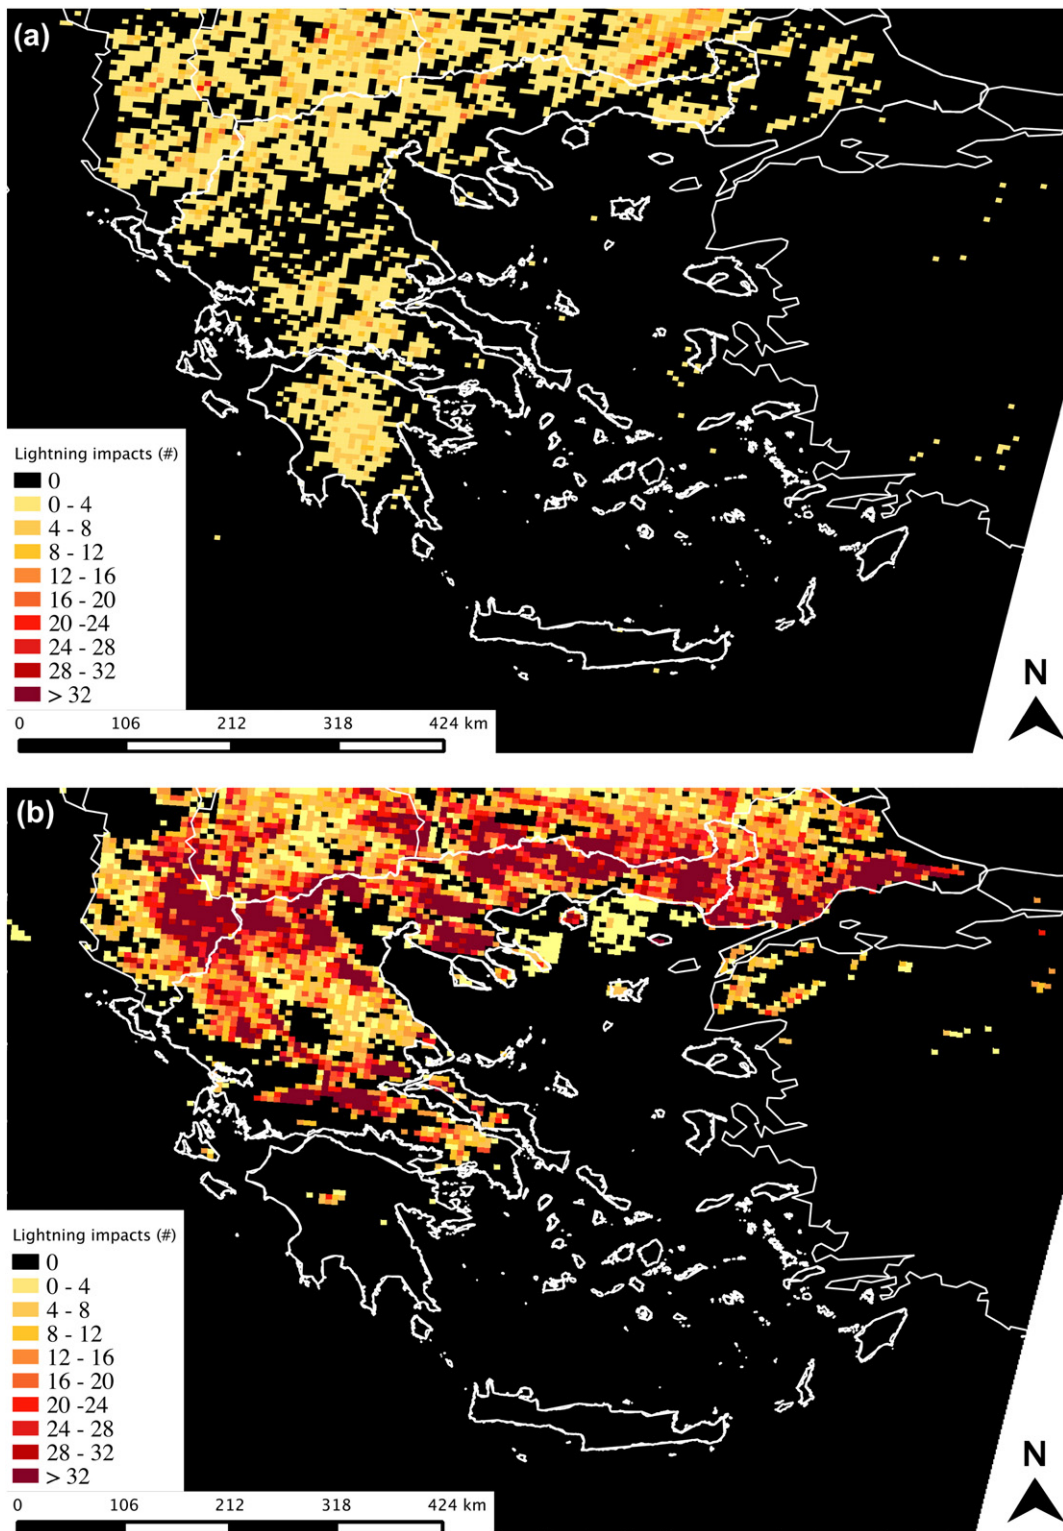 (a)
Lightning impacts (#)
0
0 - 4
4 - 8
8 - 12
12 - 16
16 - 20
20 -24
24 - 28
28 - 32
> 32
0 106 212 318 424 km
N
(b)
Lightning impacts (#)
0
0 - 4
4 - 8
8 - 12
12 - 16
16 - 20
20 -24
24 - 28
28 - 32
> 32
0 106 212 318 424 km
N